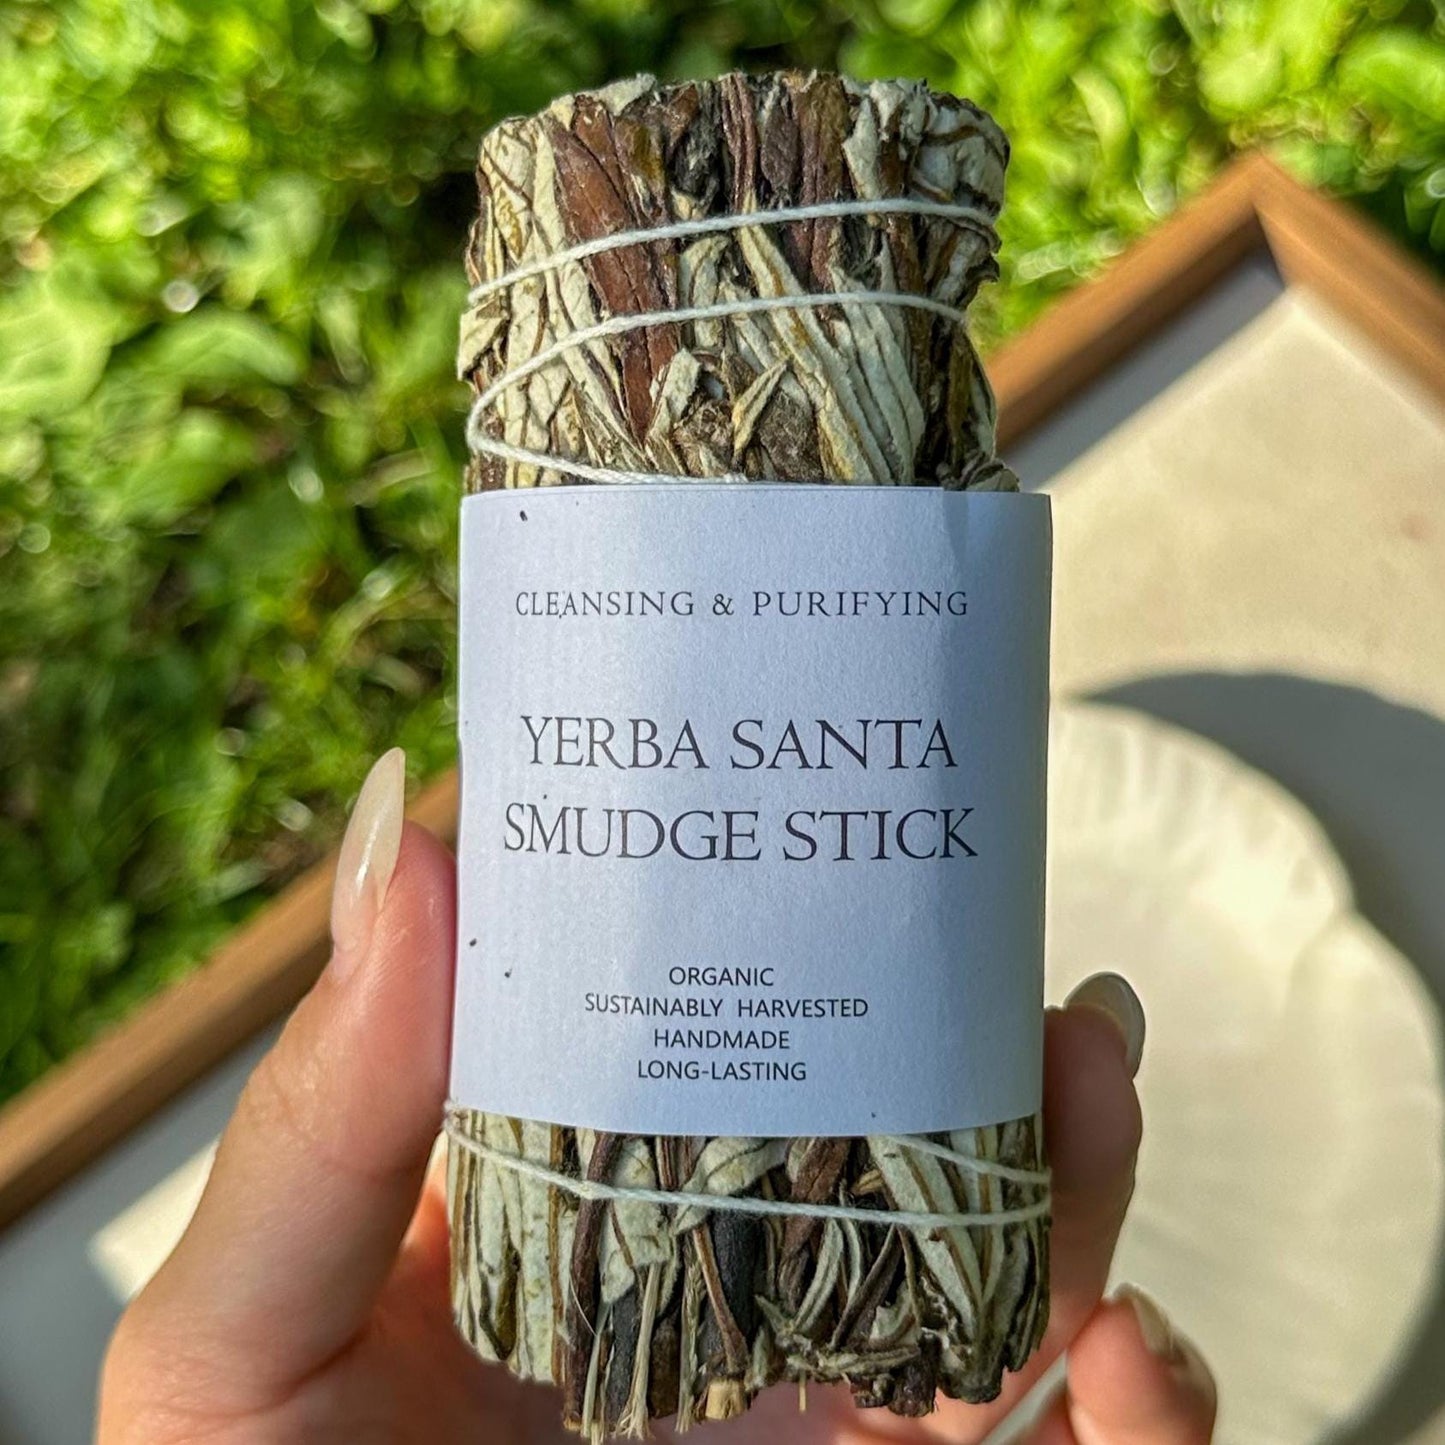 CLEANSING & PURIFYING
YERBA SANTA
SMUDGE STICK
ORGANIC
SUSTAINABLY HARVESTED
HANDMADE
LONG-LASTING